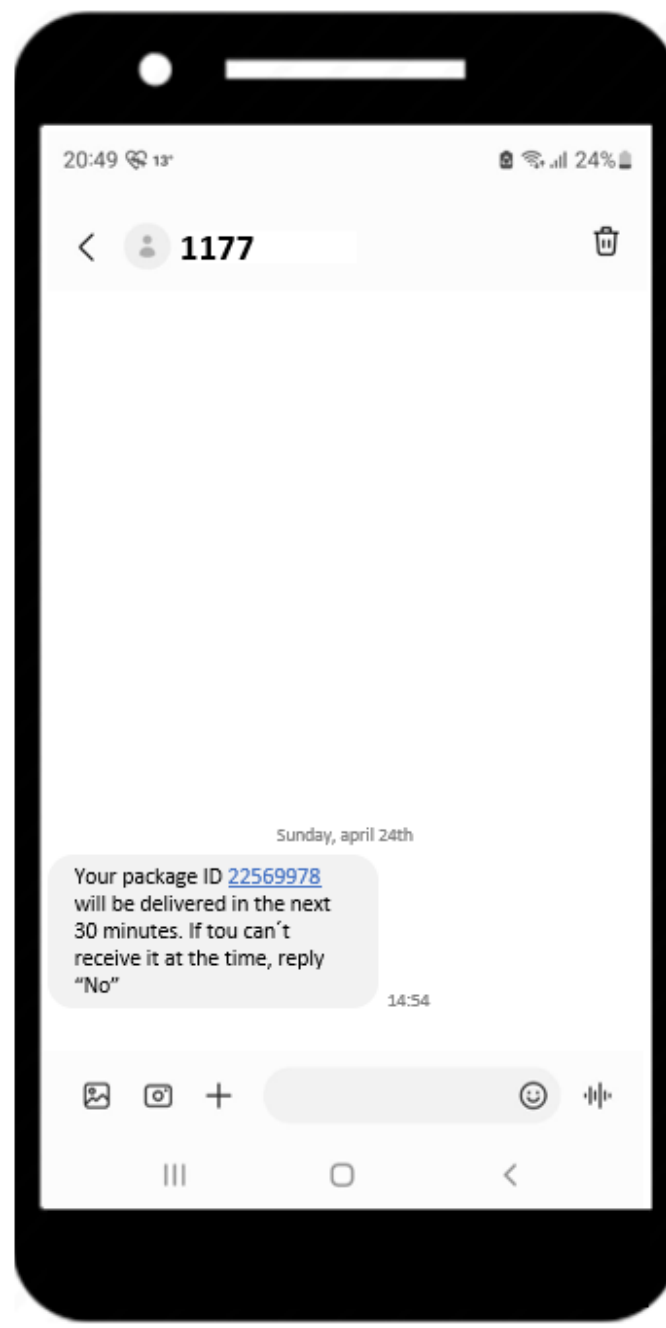 20:49 13° 24%
1177
Sunday, april 24th
Your package ID 22569978
will be delivered in the next
30 minutes. If tou can´t
receive it at the time, reply
“No”
14:54